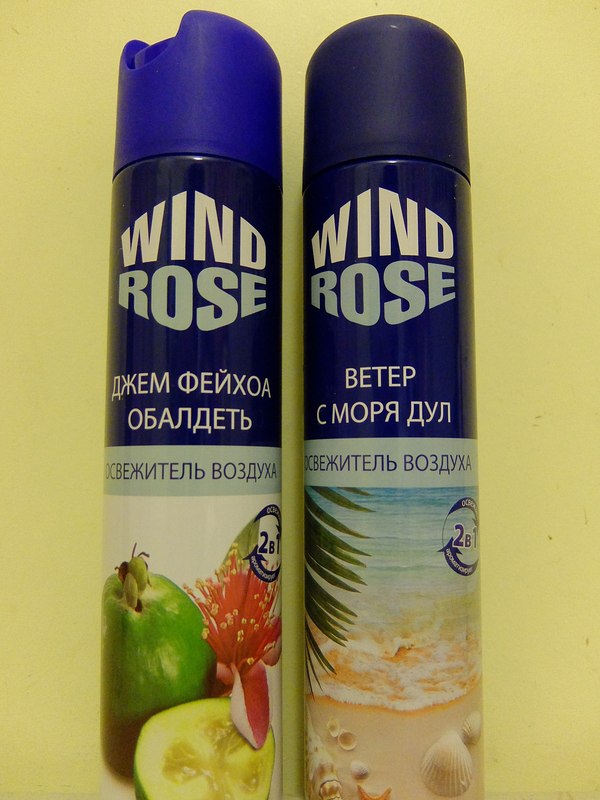 WIND
ROSE
ДЖЕМ ФЕЙХОА
ОБАЛДЕТЬ
ОСВЕЖИТЕЛЬ ВОЗДУХА
2в1
WIND
ROSE
ВЕТЕР
С МОРЯ ДУЛ
ОСВЕЖИТЕЛЬ ВОЗДУХА
2в1